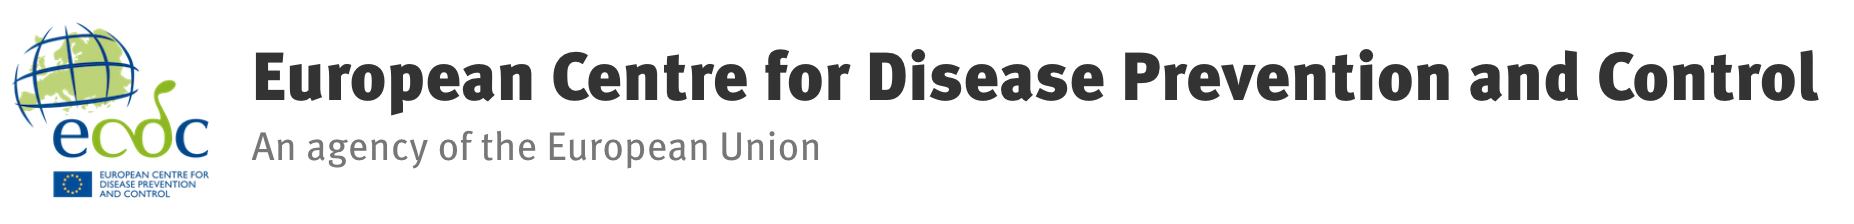 European Centre for Disease Prevention and Control
An agency of the European Union
ecdc
EUROPEAN CENTRE FOR
DISEASE PREVENTION
AND CONTROL